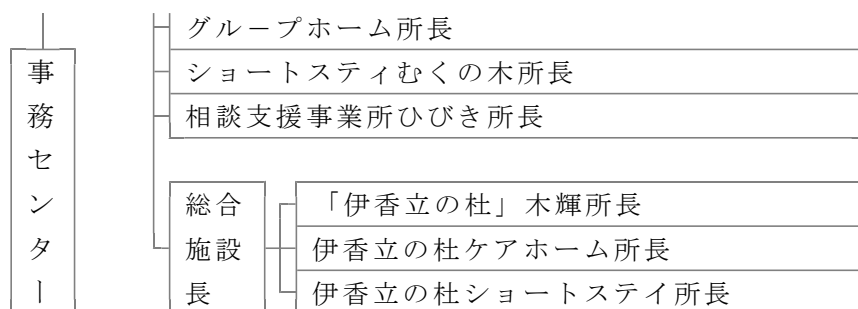 グループホーム所長
ショートスティむくの木所長
相談支援事業所ひびき所長
事務センター
総合施設長
「伊香立の杜」木輝所長
伊香立の杜ケアホーム所長
伊香立の杜ショートステイ所長